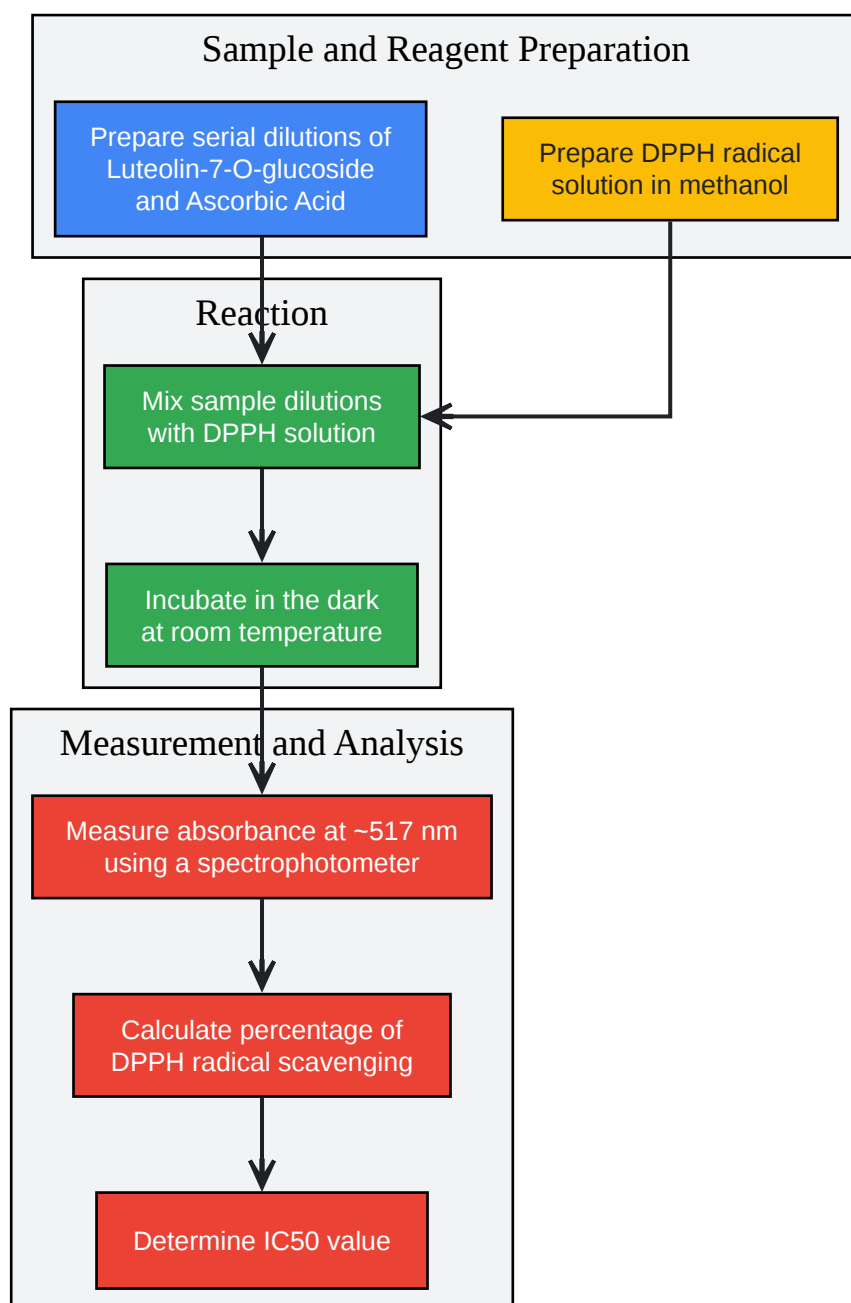 Sample and Reagent Preparation
Prepare serial dilutions of
Luteolin-7-O-glucoside
and Ascorbic Acid
Prepare DPPH radical
solution in methanol
Reaction
Mix sample dilutions
with DPPH solution
Incubate in the dark
at room temperature
Measurement and Analysis
Measure absorbance at ~517 nm
using a spectrophotometer
Calculate percentage of
DPPH radical scavenging
Determine IC50 value